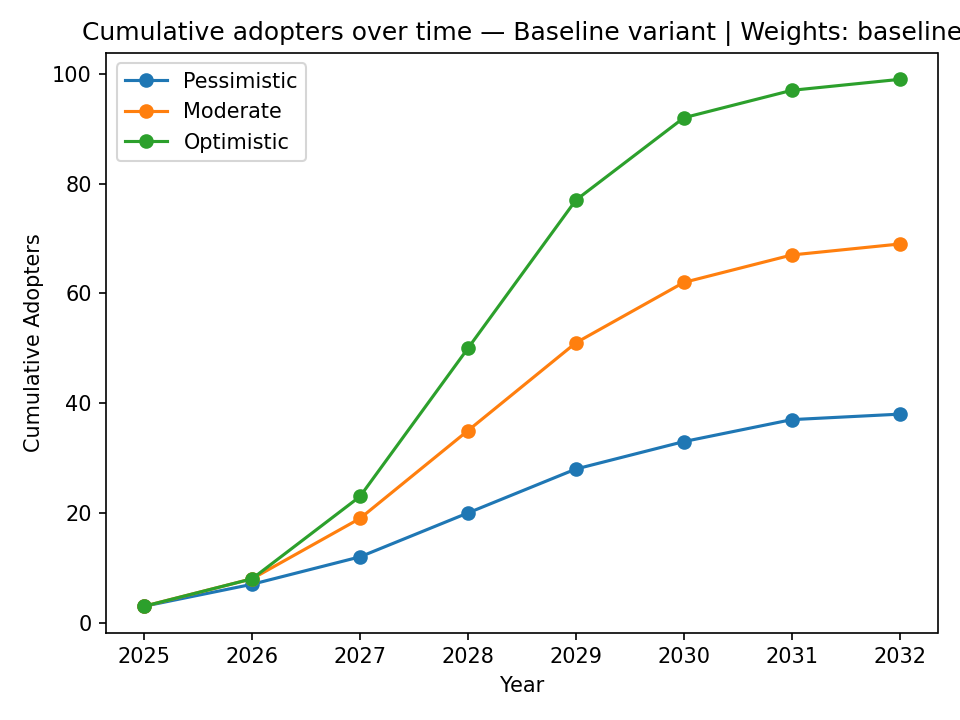 Cumulative adopters over time — Baseline variant | Weights: baseline
Pessimistic
Moderate
Optimistic
Cumulative Adopters
100
80
60
40
20
0
2025 2026 2027 2028 2029 2030 2031 2032
Year